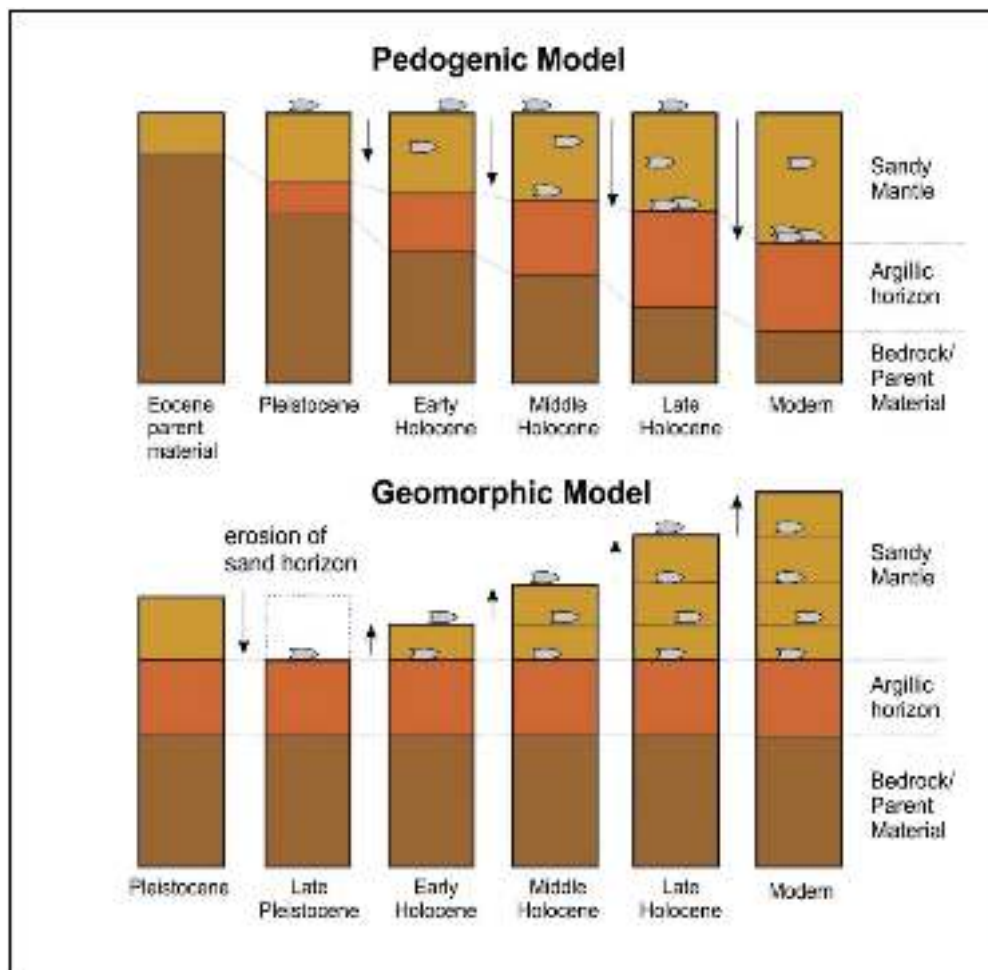 Pedogenic Model
Sandy
Mantle
Argillic
horizon
Bedrock/
Parent
Material
Eocene
parent
material
Pleistocene
Early
Holocene
Middle
Holocene
Late
Holocene
Modern
Geomorphic Model
erosion of
sand horizon
Sandy
Mantle
Argillic
horizon
Bedrock/
Parent
Material
Pleistocene
Late
Pleistocene
Early
Holocene
Middle
Holocene
Late
Holocene
Modern